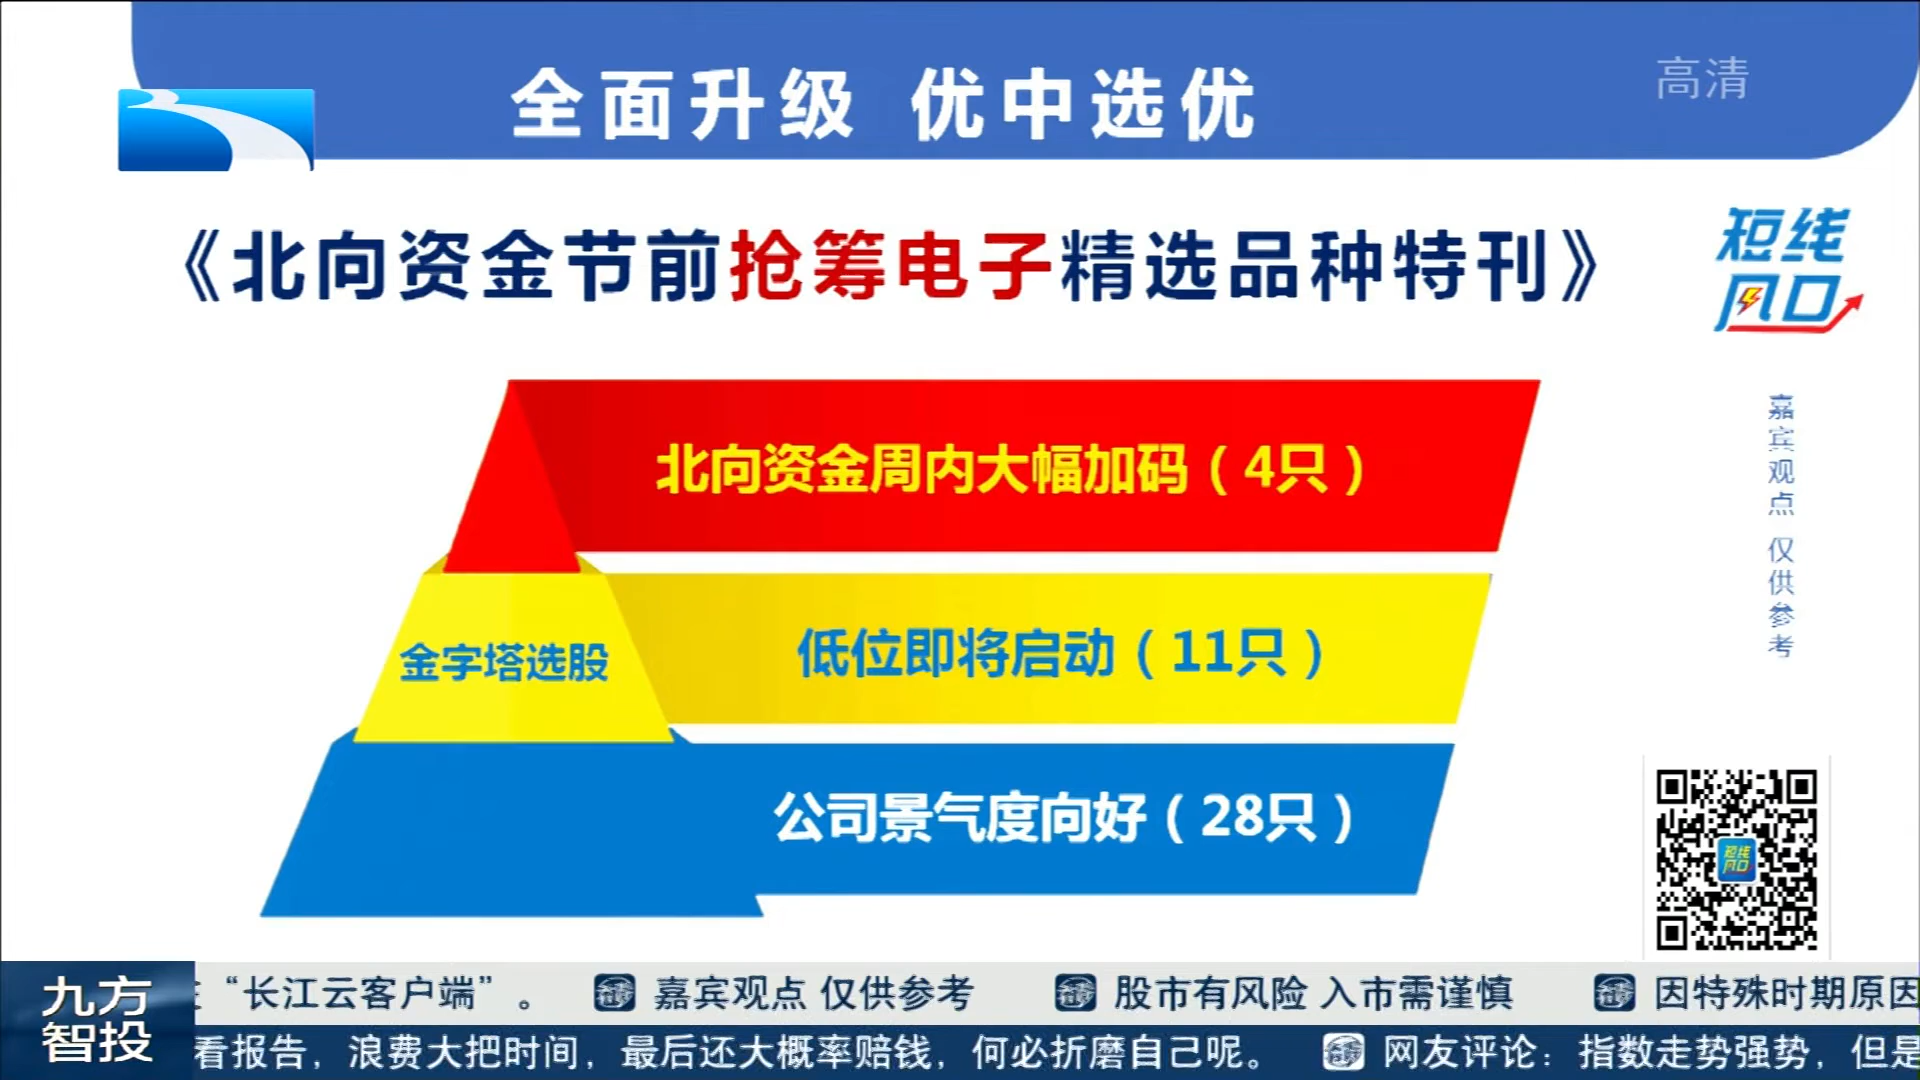 全面升级 优中选优
高清
《北向资金节前抢筹电子精选品种特刊》
短线
风口
北向资金周内大幅加码（4只）
嘉宾观点 仅供参考
低位即将启动（11只）
金字塔选股
公司景气度向好（28只）
短线
风口
九方
智投
“长江云客户端”。 嘉宾观点 仅供参考 股市有风险 入市需谨慎 因特殊时期原因
看报告，浪费大把时间，最后还大概率赔钱，何必折磨自己呢。 网友评论：指数走势强势，但是